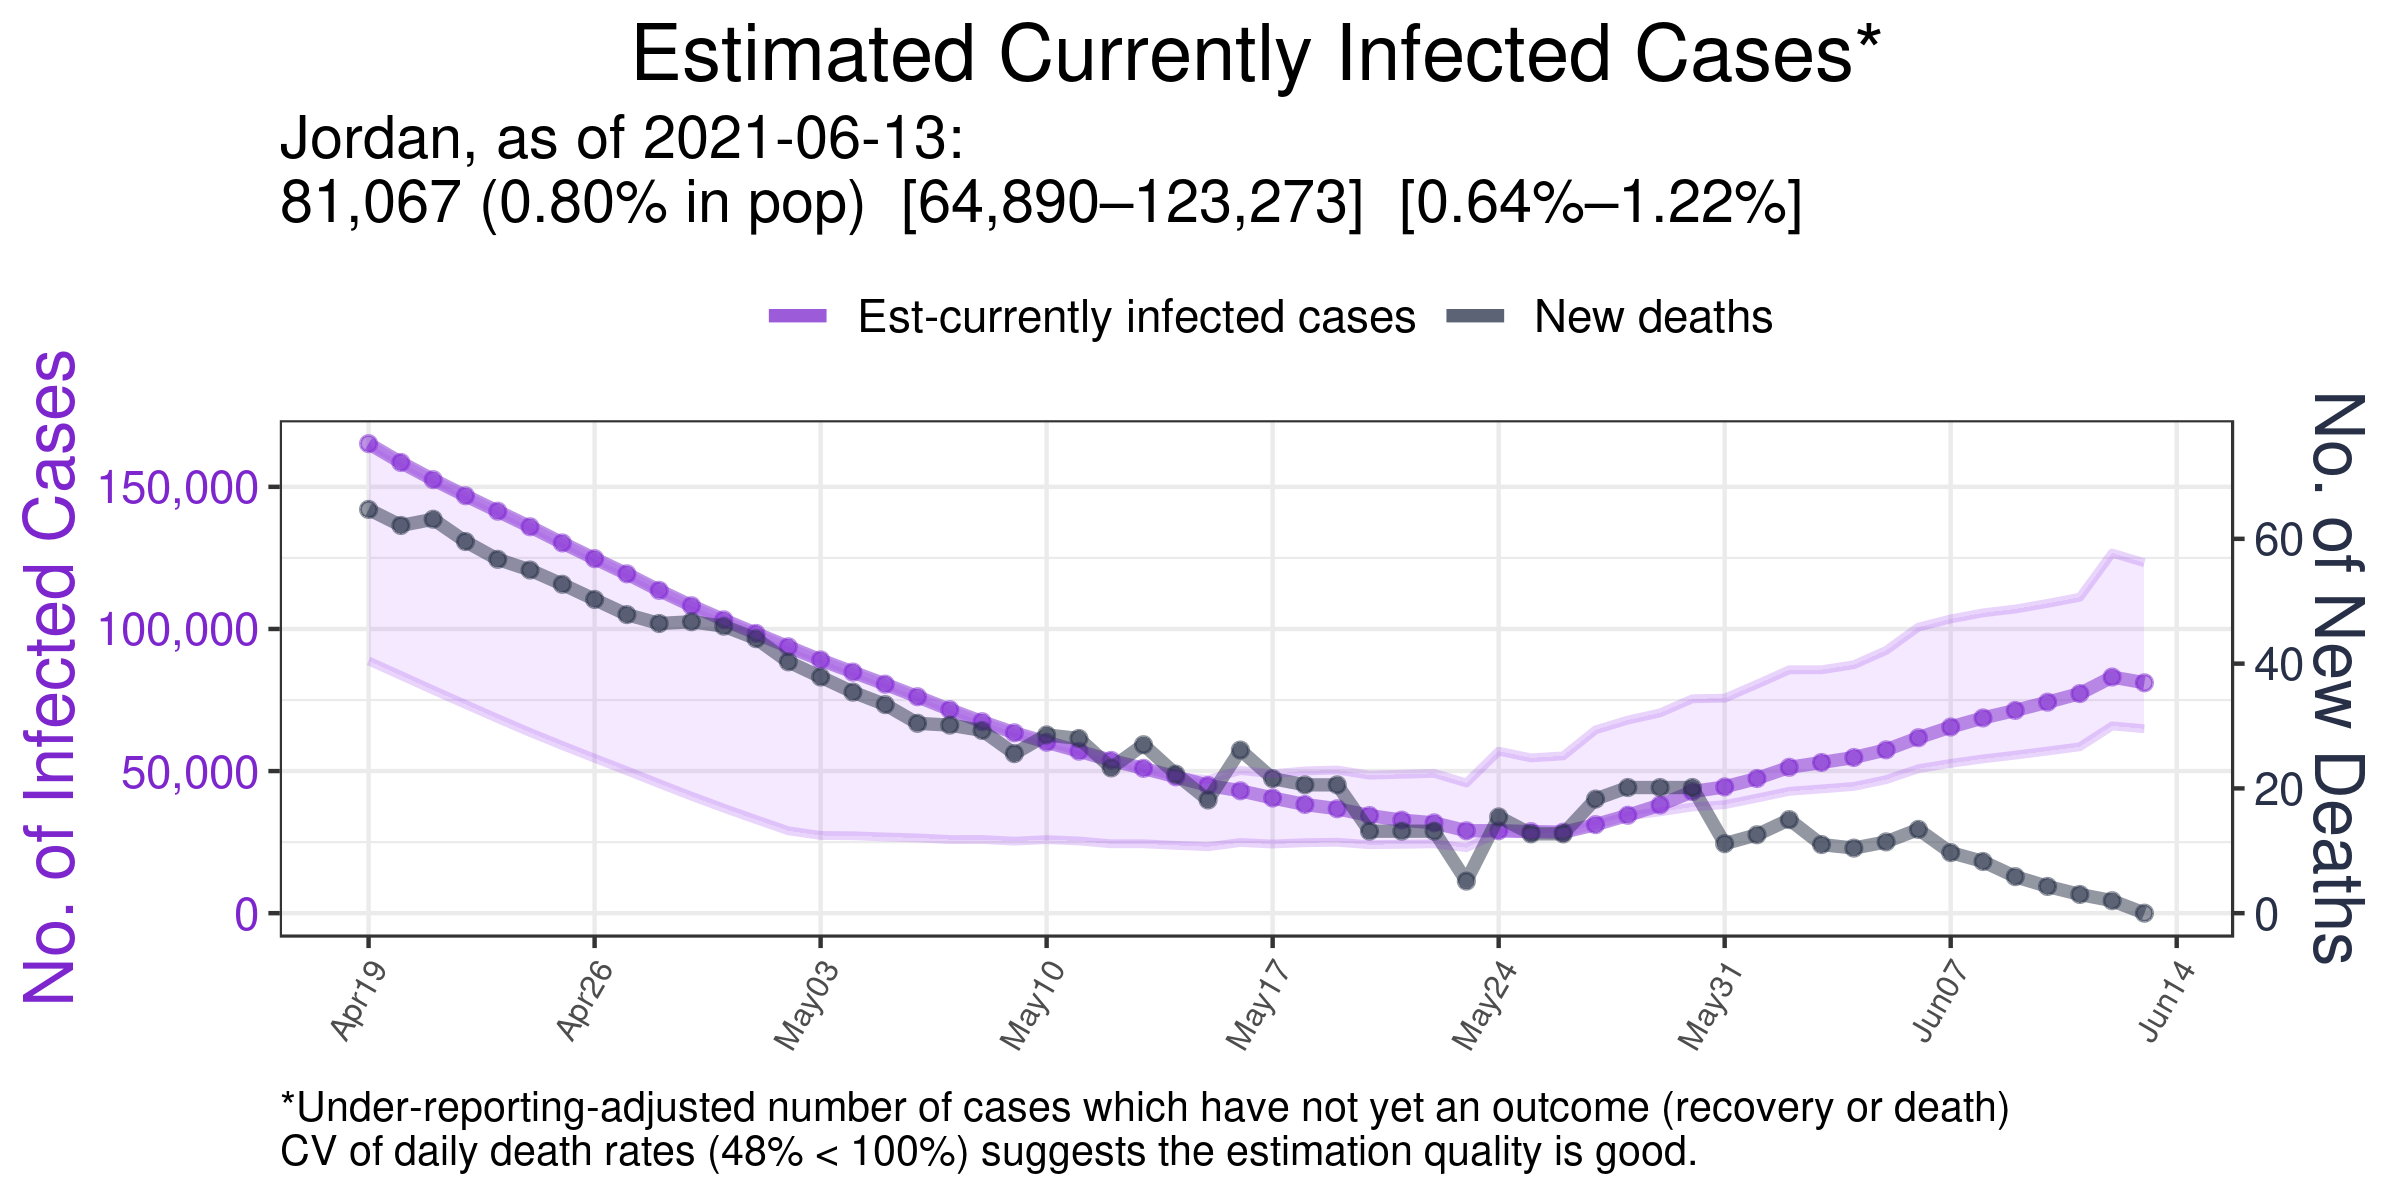 Estimated Currently Infected Cases*
Jordan, as of 2021-06-13:
81,067 (0.80% in pop) [64,890–123,273] [0.64%–1.22%]
Est-currently infected cases
New deaths
No. of Infected Cases
150,000
100,000
50,000
0
No. of New Deaths
60
40
20
0
Apr19
Apr26
May03
May10
May17
May24
May31
Jun07
Jun14
*Under-reporting-adjusted number of cases which have not yet an outcome (recovery or death)
CV of daily death rates (48% < 100%) suggests the estimation quality is good.